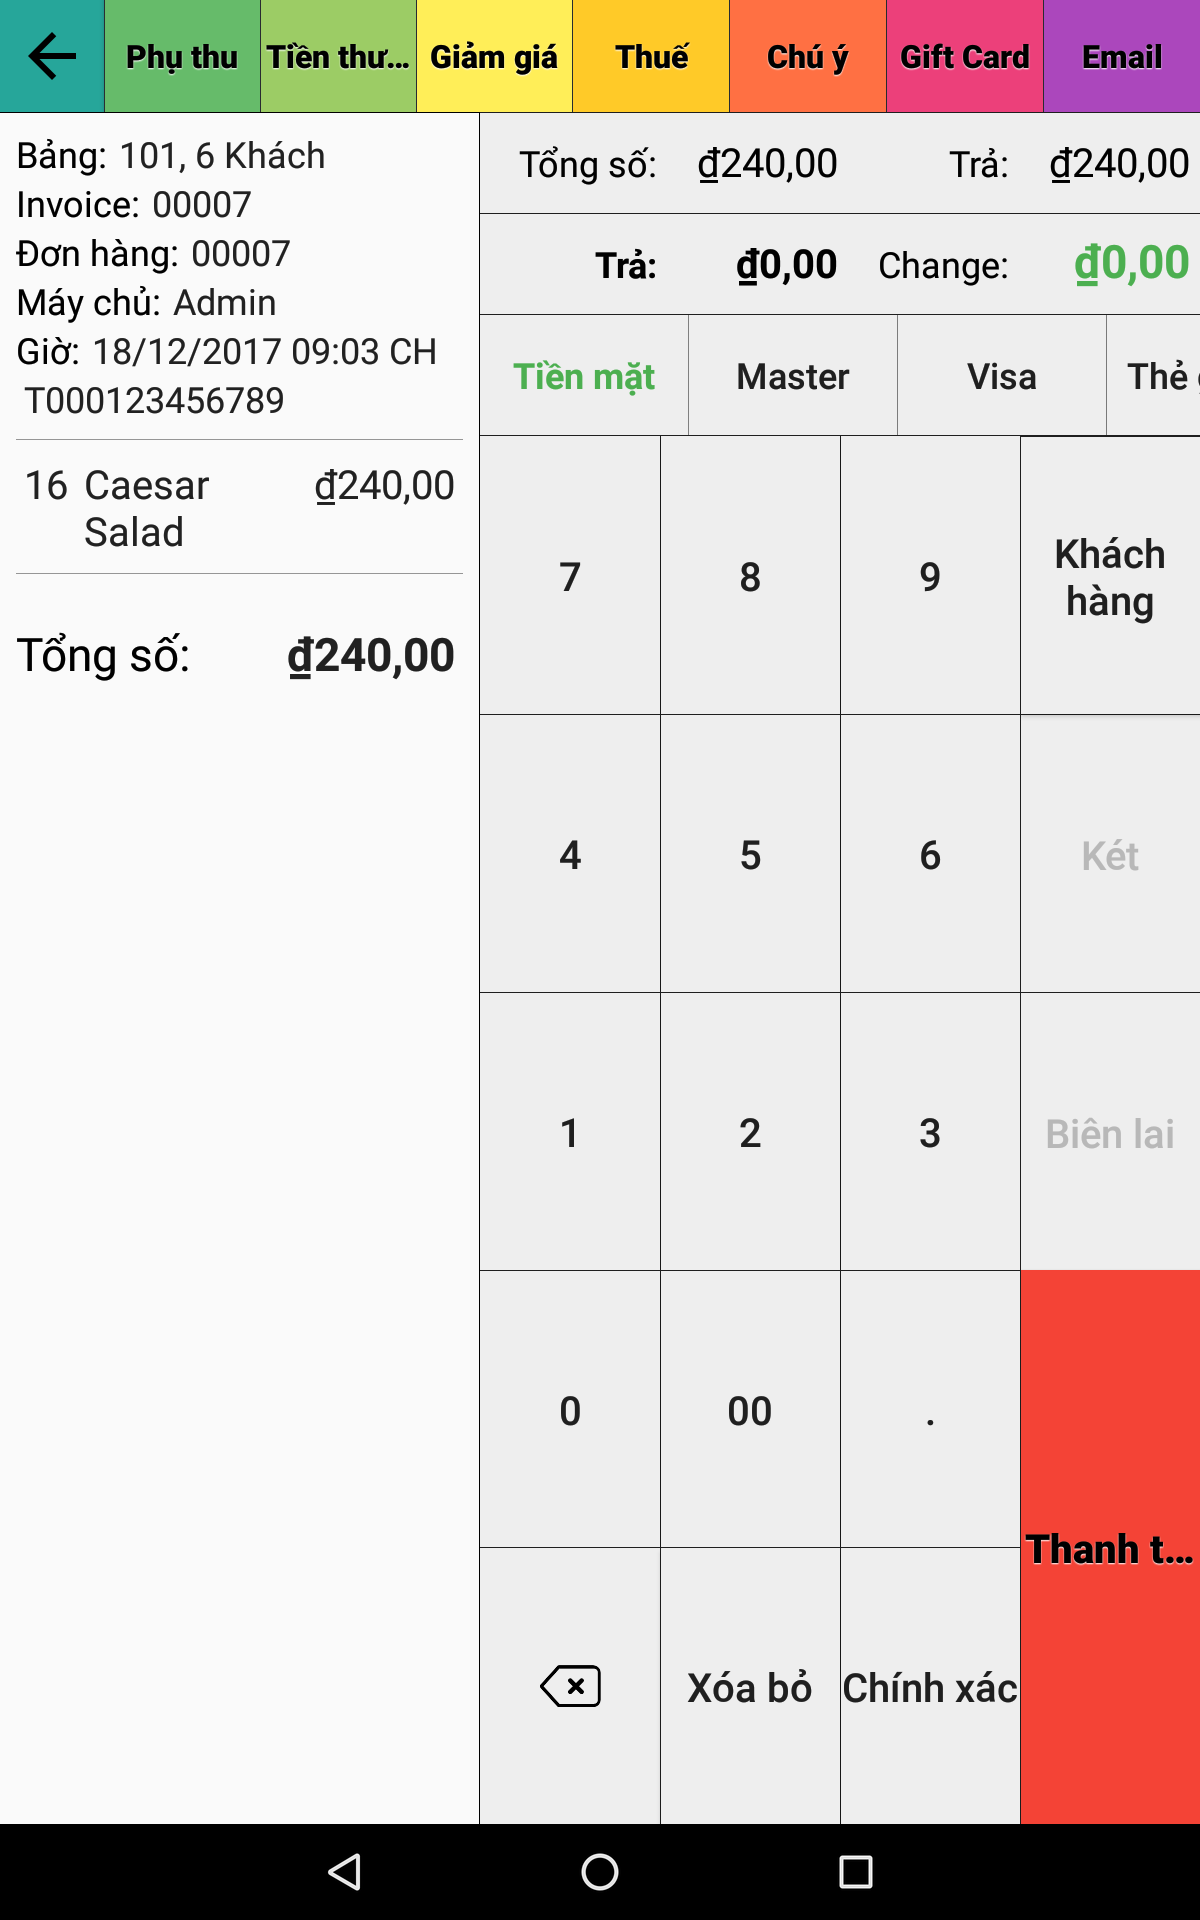 Phụ thu
Tiền thư...
Giảm giá
Thuế
Chú ý
Gift Card
Email
Bảng: 101, 6 Khách
Invoice: 00007
Đơn hàng: 00007
Máy chủ: Admin
Giờ: 18/12/2017 09:03 CH
T000123456789
16 Caesar Salad ₫240,00
Tổng số: ₫240,00
Tổng số: ₫240,00 Trả: ₫240,00
Trả: ₫0,00 Change: ₫0,00
Tiền mặt
Master
Visa
Thẻ
7 8 9
Khách
hàng
4 5 6
Két
1 2 3
Biên lai
0 00 .
Thanh t...
Xóa bỏ
Chính xác